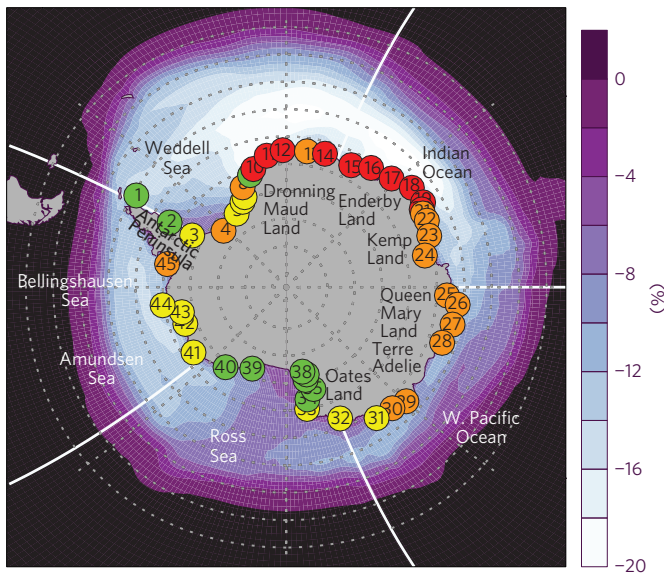 Weddell
Sea
Indian
Ocean
Dronning
Maud
Land
Enderby
Land
Kemp
Land
Antarctic
Peninsula
Bellingshausen
Sea
Queen
Mary
Land
Terre
Adelie
Amundsen
Sea
Oates
Land
Ross
Sea
W. Pacific
Ocean
1
2
3
4
10
12
14
15
16
17
18
22
23
24
25
26
27
28
29
30
31
32
38
39
40
41
42
43
44
45
0
−4
−8
−12
−16
−20
(%)